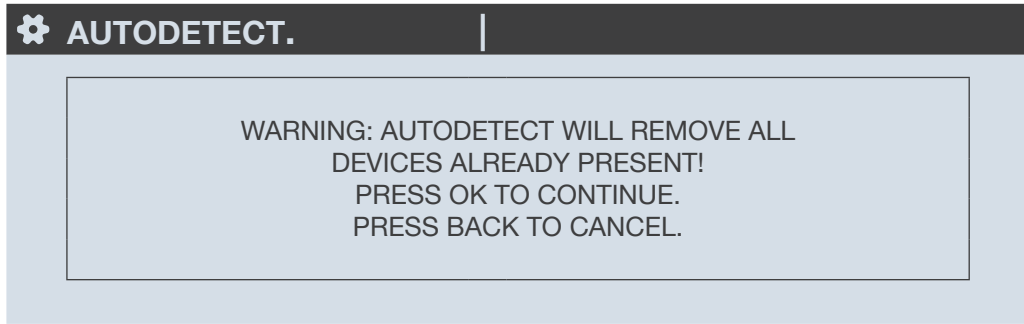 AUTODETECT.
WARNING: AUTODETECT WILL REMOVE ALL
DEVICES ALREADY PRESENT!
PRESS OK TO CONTINUE.
PRESS BACK TO CANCEL.